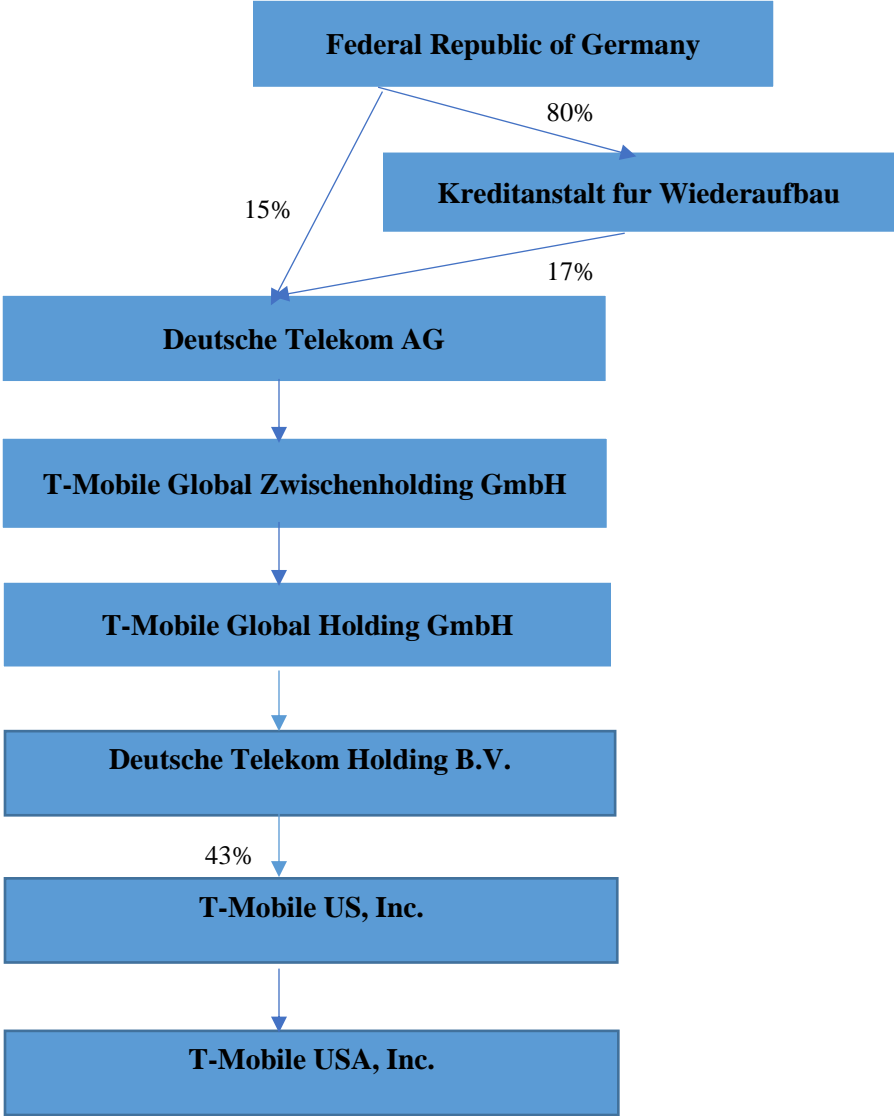 Federal Republic of Germany
80%
Kreditanstalt fur Wiederaufbau
15%
17%
Deutsche Telekom AG
T-Mobile Global Zwischenholding GmbH
T-Mobile Global Holding GmbH
Deutsche Telekom Holding B.V.
43%
T-Mobile US, Inc.
T-Mobile USA, Inc.